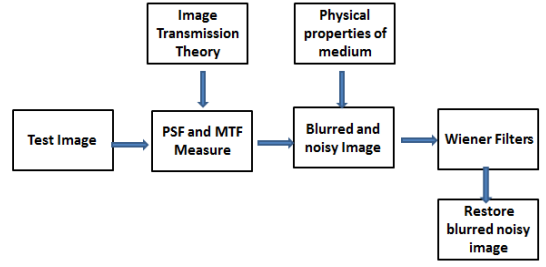 Image
Transmission
Theory
Physical
properties of
medium
Test Image
PSF and MTF
Measure
Blurred and
noisy Image
Wiener Filters
Restore
blurred noisy
image